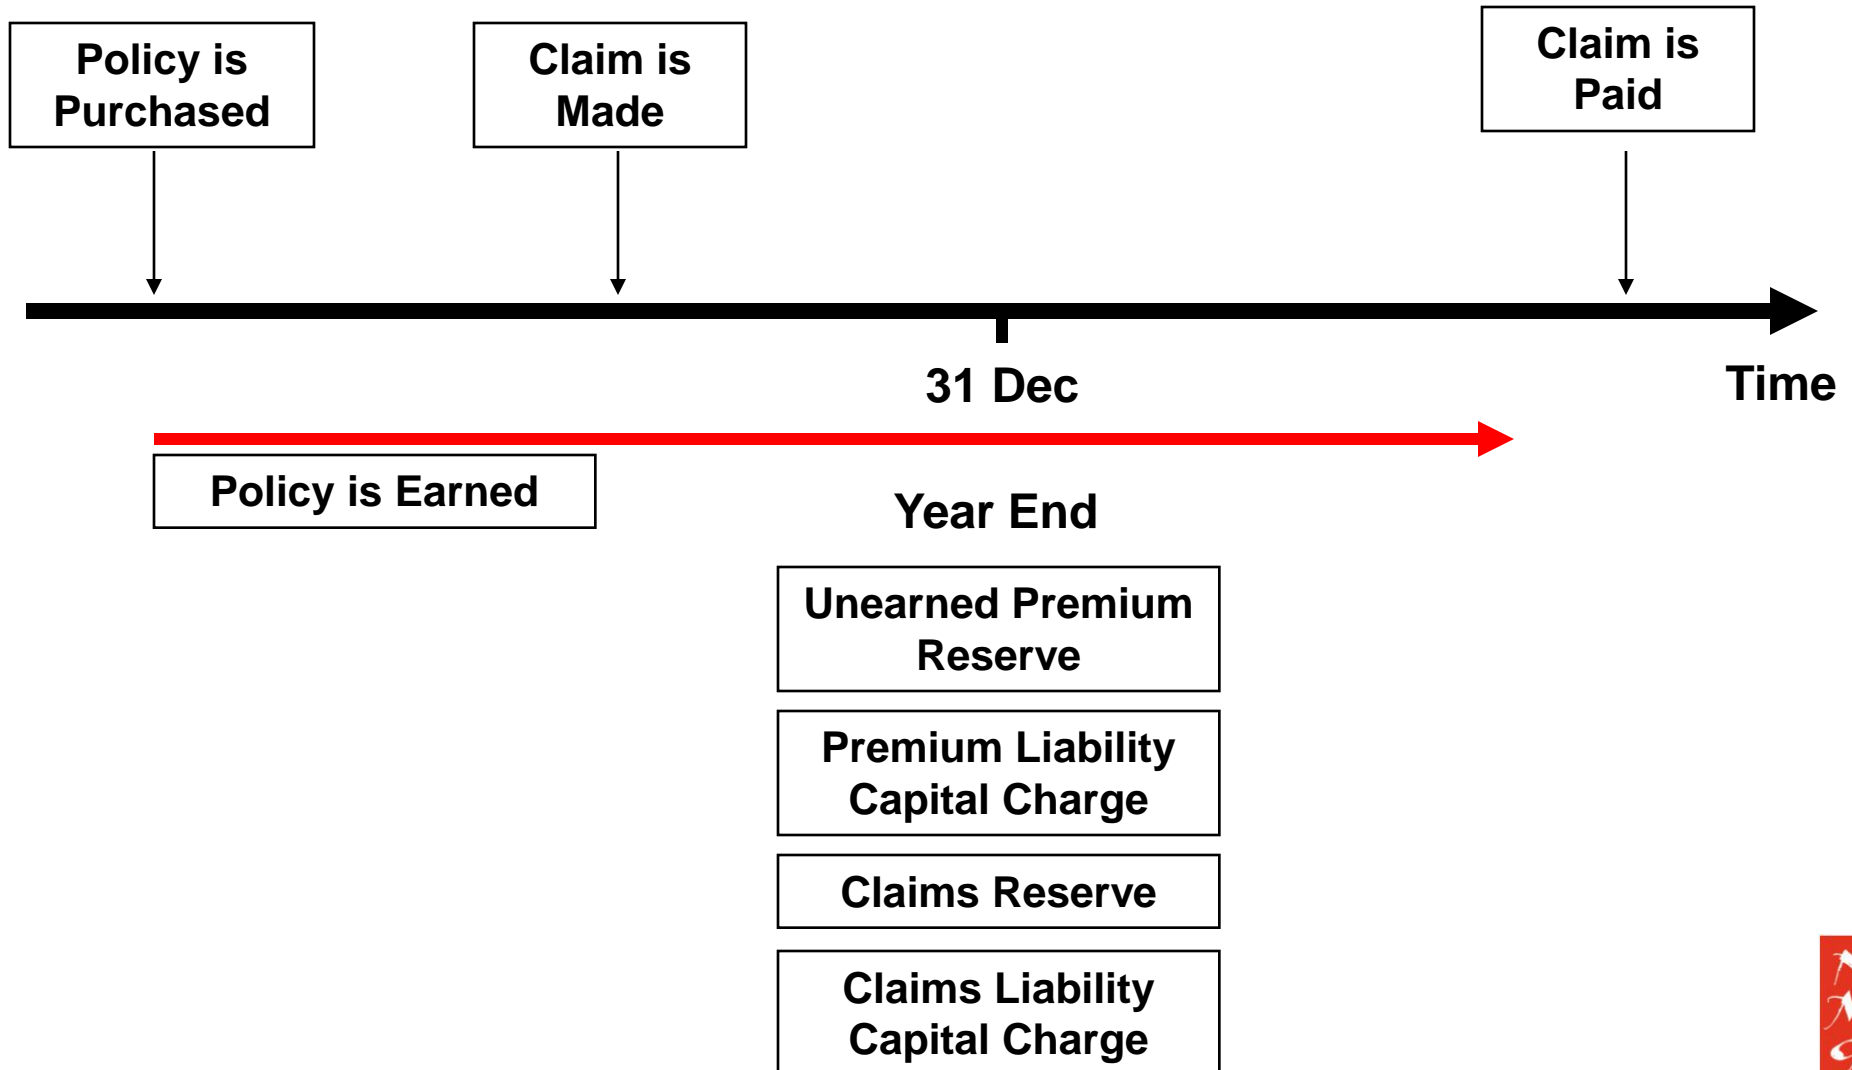 Policy is
Purchased
Claim is
Made
Claim is
Paid
31 Dec
Time
Policy is Earned
Year End
Unearned Premium
Reserve
Premium Liability
Capital Charge
Claims Reserve
Claims Liability
Capital Charge